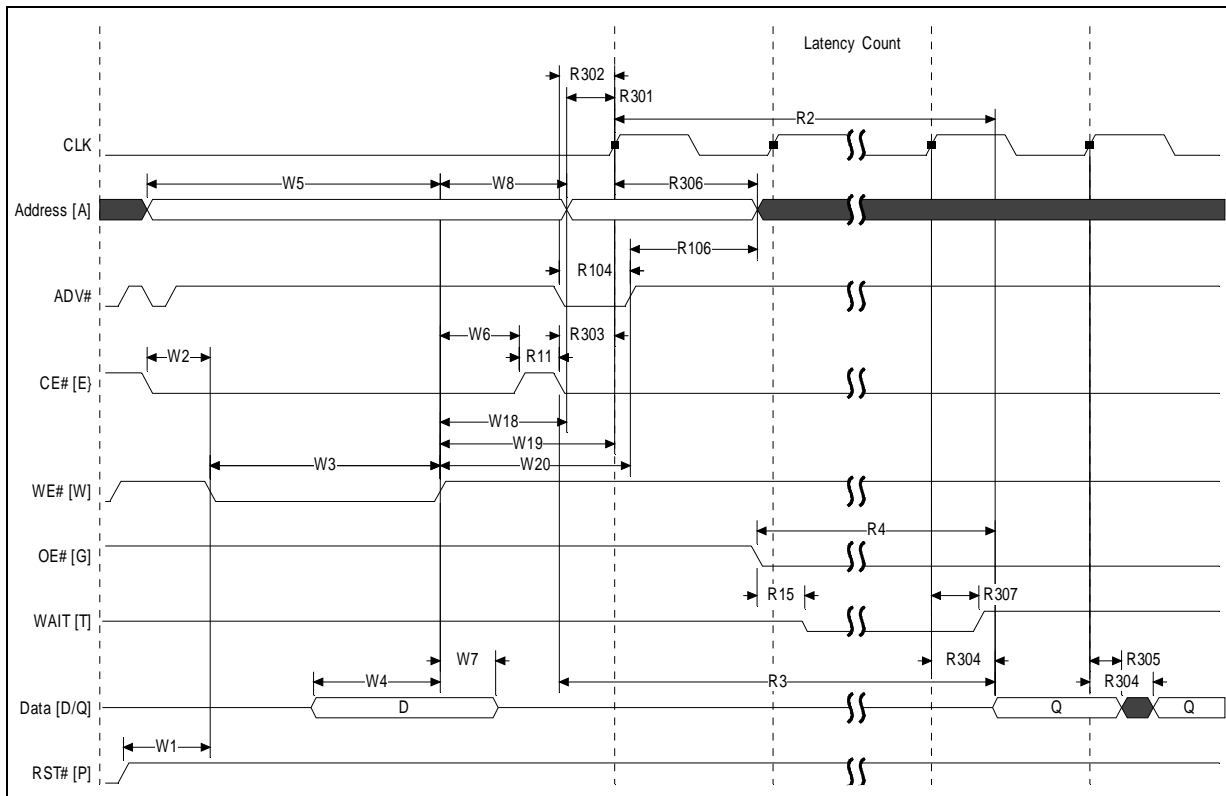 Latency Count
R302
R301
R2
CLK
W5
W8
R306
Address [A]
R106
R104
ADV#
W6
R303
W2
R11
CE# [E}
W18
W19
W3
W20
WE# [W]
R4
OE# [G]
R15
R307
WAIT [T]
W7
R304
R305
W4
R3
R304
Data [D/Q]
D
Q
Q
W1
RST# [P]